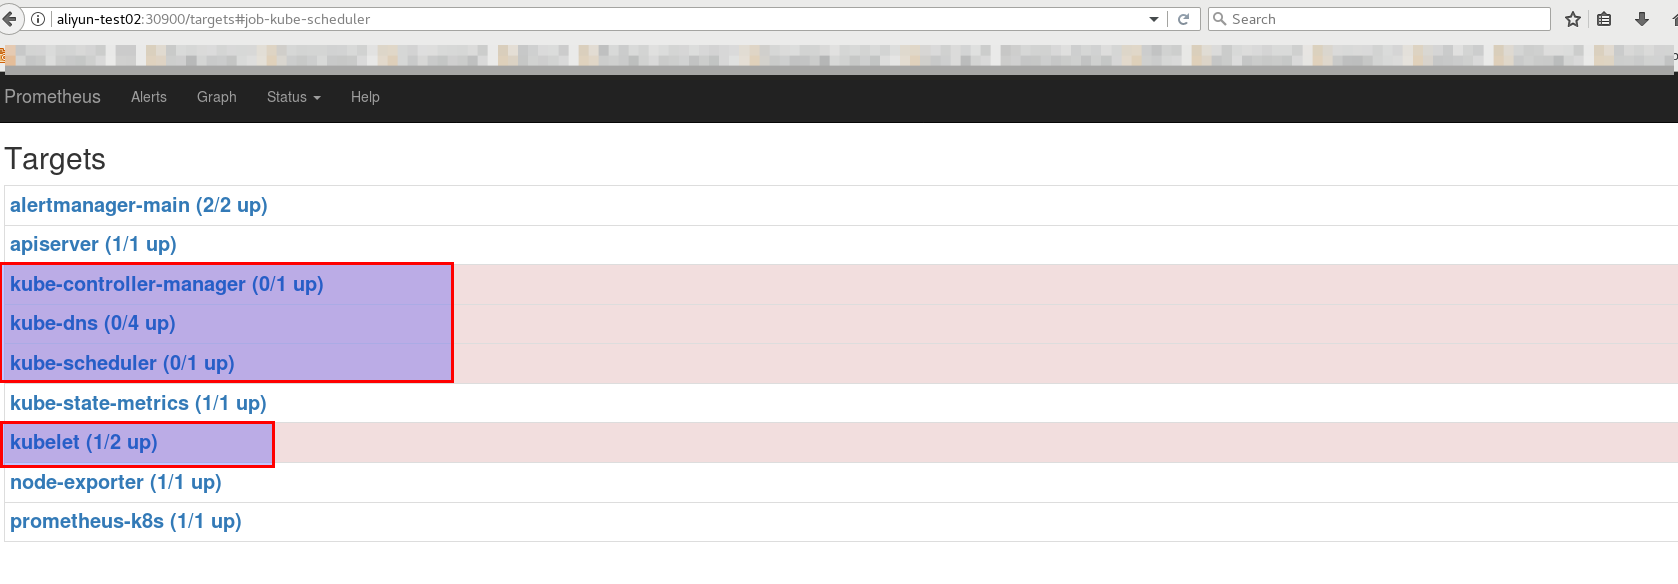 aliyun-test02:30900/targets#job-kube-scheduler Search
Prometheus Alerts Graph Status Help
Targets
alertmanager-main (2/2 up)
apiserver (1/1 up)
kube-controller-manager (0/1 up)
kube-dns (0/4 up)
kube-scheduler (0/1 up)
kube-state-metrics (1/1 up)
kubelet (1/2 up)
node-exporter (1/1 up)
prometheus-k8s (1/1 up)